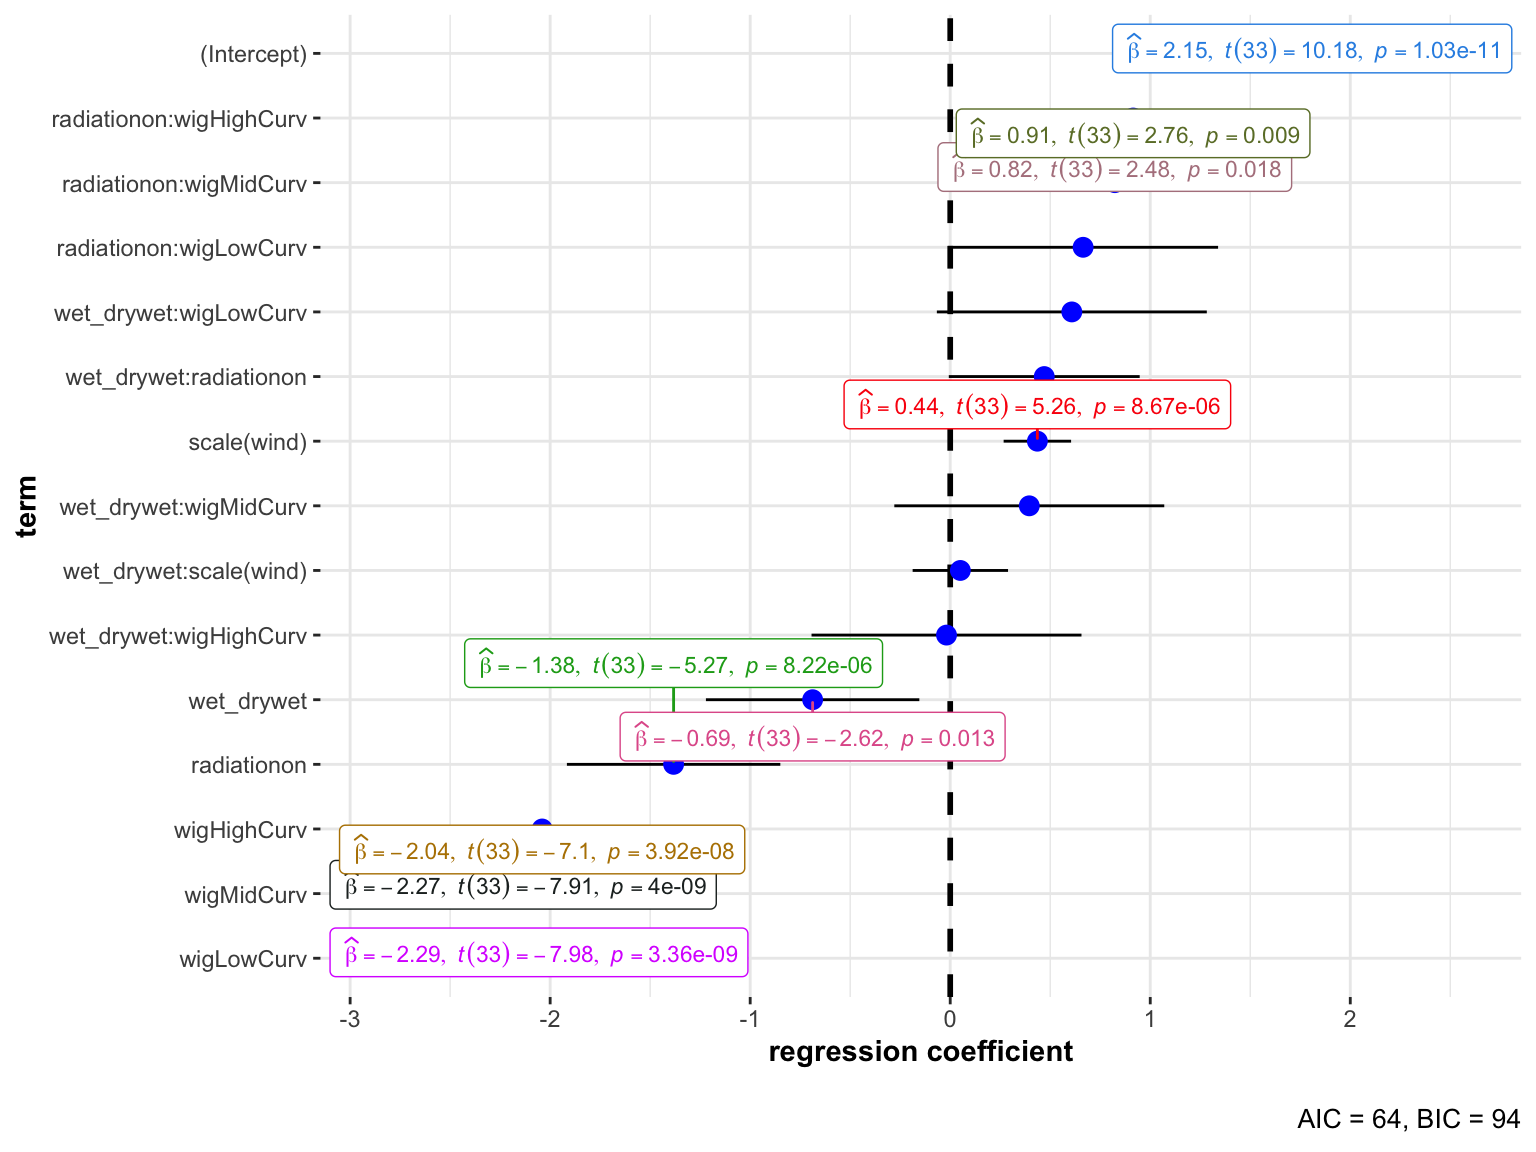 (Intercept)
β̂ = 2.15, t(33) = 10.18, p = 1.03e-11
radiationon:wigHighCurv
β̂ = 0.91, t(33) = 2.76, p = 0.009
β̂ = 0.82, t(33) = 2.48, p = 0.018
radiationon:wigMidCurv
radiationon:wigLowCurv
wet_drywet:wigLowCurv
wet_drywet:radiationon
β̂ = 0.44, t(33) = 5.26, p = 8.67e-06
scale(wind)
wet_drywet:wigMidCurv
wet_drywet:scale(wind)
wet_drywet:wigHighCurv
β̂ = − 1.38, t(33) = − 5.27, p = 8.22e-06
wet_drywet
β̂ = − 0.69, t(33) = − 2.62, p = 0.013
radiationon
wigHighCurv
β̂ = − 2.04, t(33) = − 7.1, p = 3.92e-08
β̂ = − 2.27, t(33) = − 7.91, p = 4e-09
wigMidCurv
wigLowCurv
β̂ = − 2.29, t(33) = − 7.98, p = 3.36e-09
term
-3 -2 -1 0 1 2
regression coefficient
AIC = 64, BIC = 94